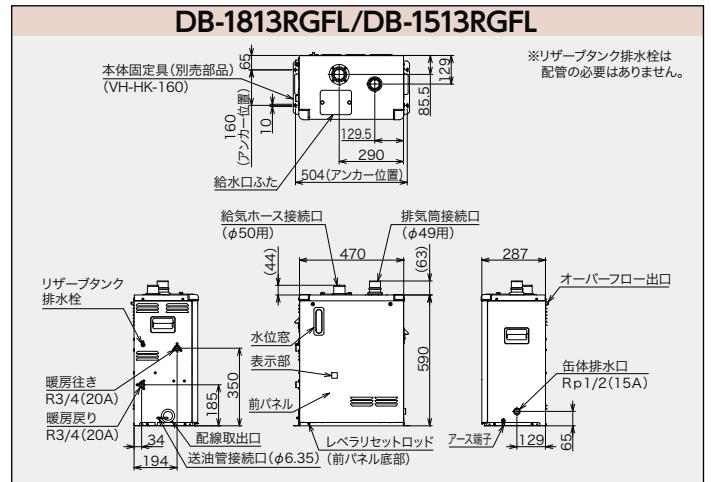 DB-1813RGFL/DB-1513RGFL
※リザーブタンク排水栓は
配管の必要はありません。
本体固定具(別売部品)
(VH-HK-160)
65
160
(アンカー位置)
10
129
85.5
129.5
290
504(アンカー位置)
給水口ふた
給気ホース接続口
(φ50用)
排気筒接続口
(φ49用)
(44)
470
(63)
287
リザーブタンク
排水栓
オーバーフロー出口
水位窓
表示部
前パネル
590
暖房往き
R3/4(20A)
暖房戻り
R3/4(20A)
185
350
缶体排水口
Rp1/2(15A)
34
194
配線取出口
送油管接続口(φ6.35)
レベラリセットロッド
(前パネル底部)
アース端子
129
65